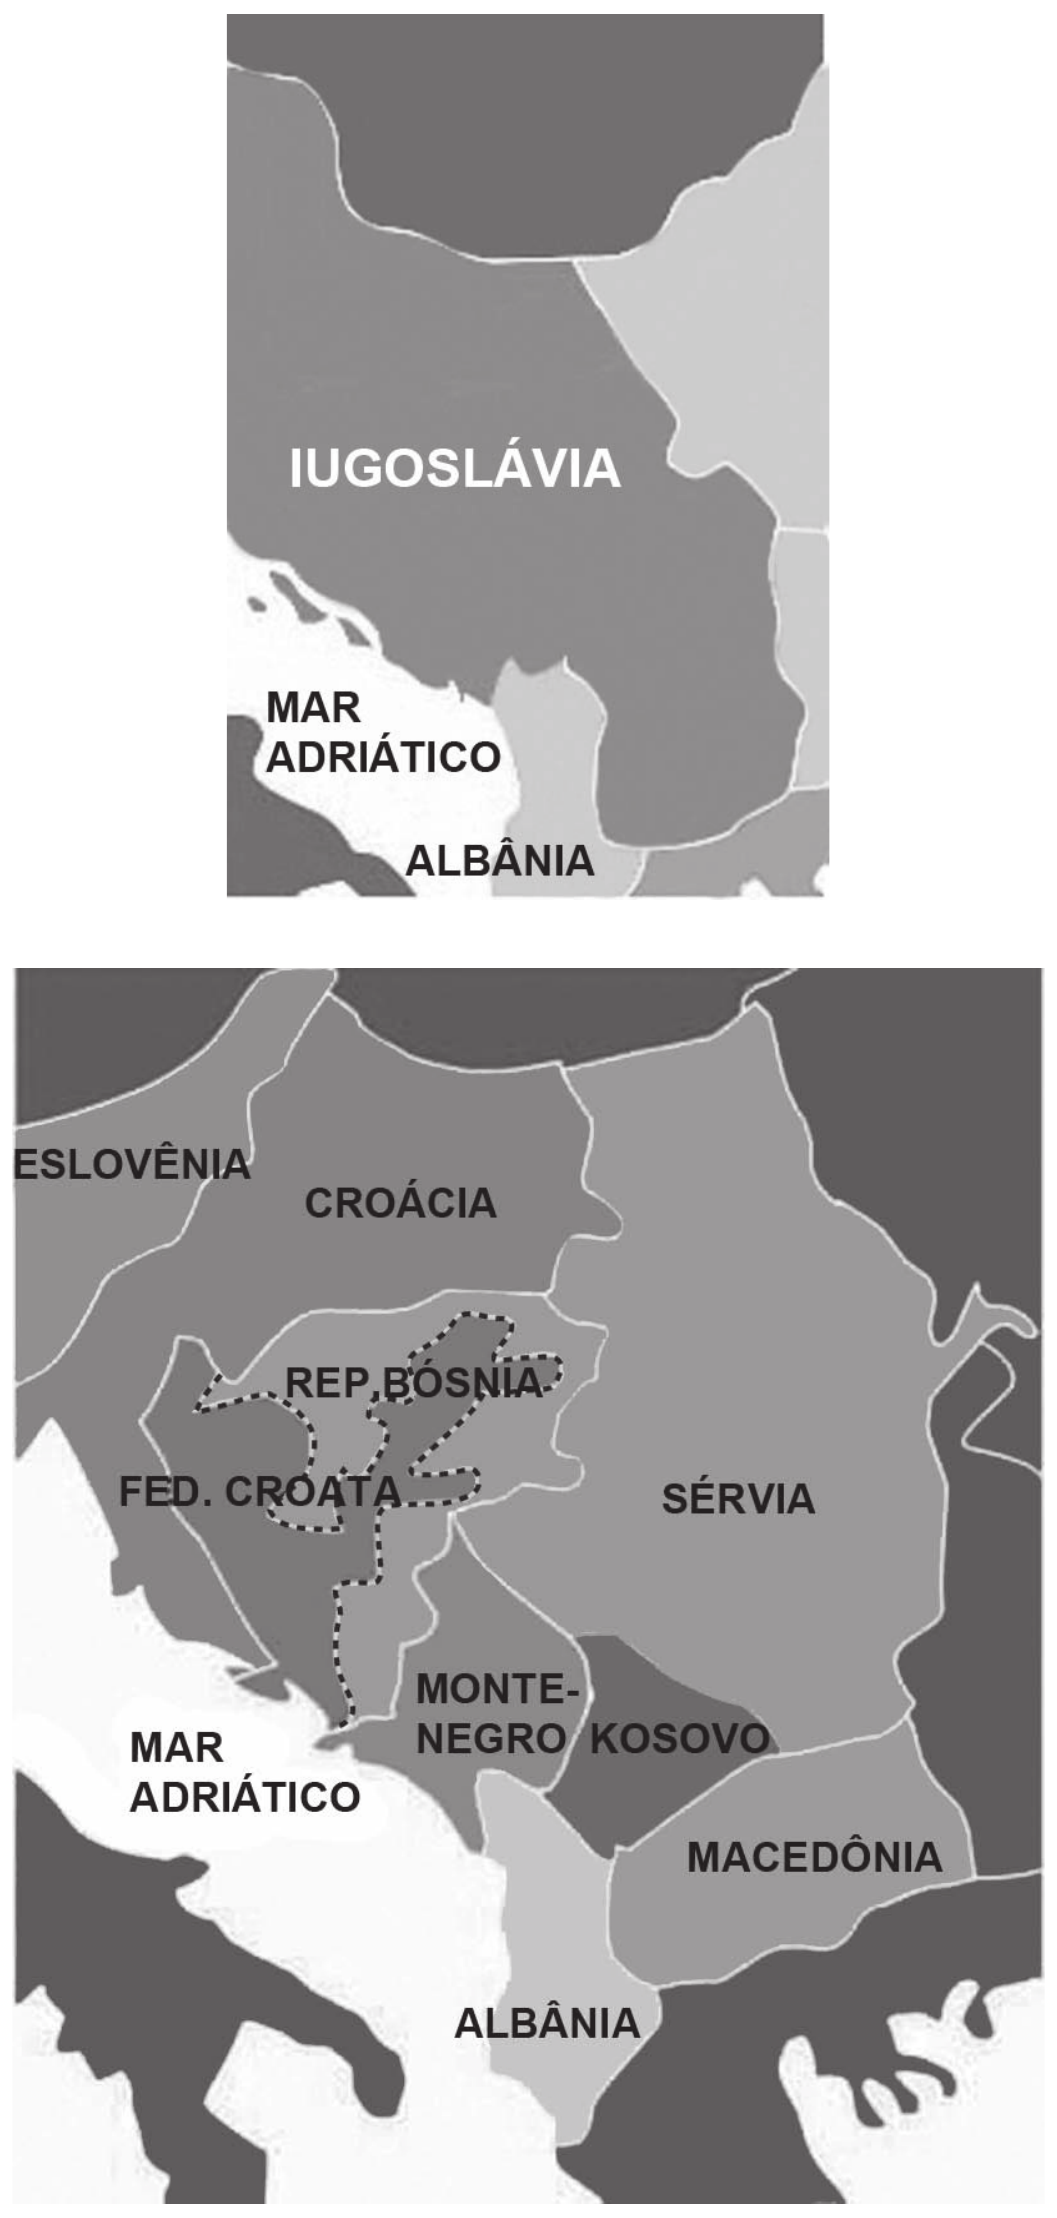 IUGOSLÁVIA
MAR
ADRIÁTICO
ALBÂNIA
ESLOVÊNIA
CROÁCIA
REP.BÓSNIA
FED. CROATA
SÉRVIA
MONTE-
NEGRO
KOSOVO
MAR
ADRIÁTICO
MACEDÔNIA
ALBÂNIA